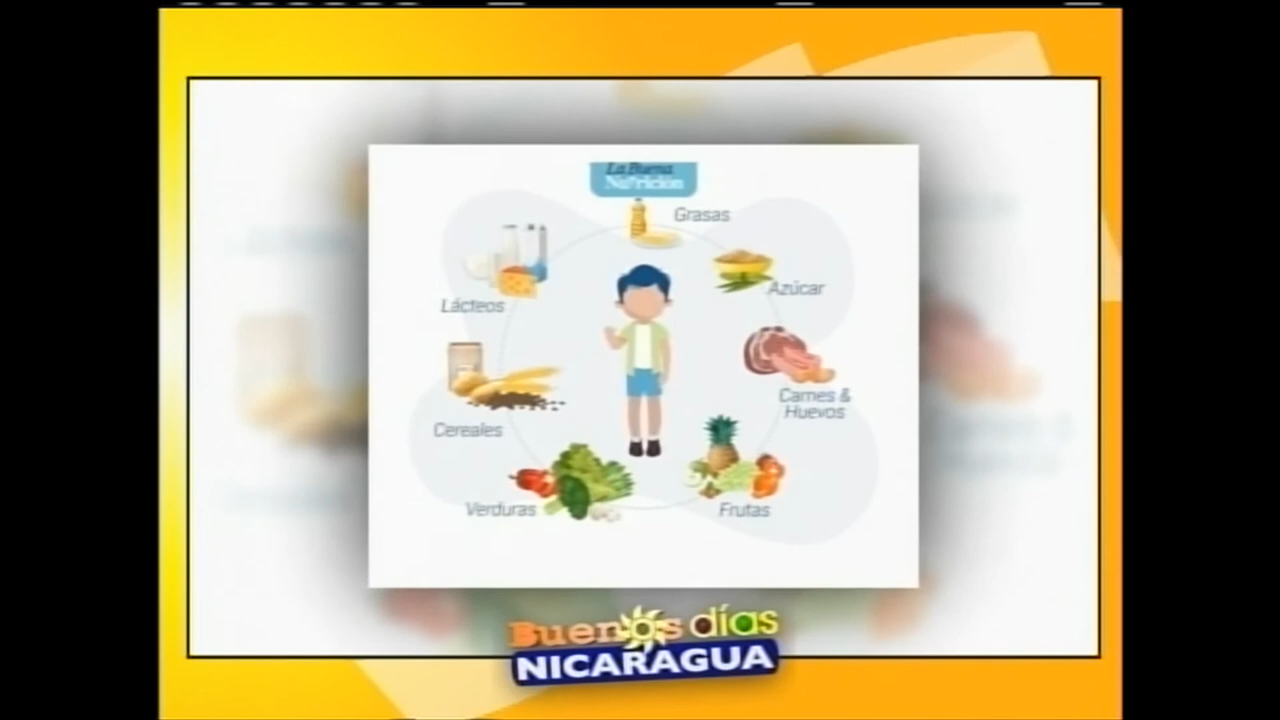 La Buena
Nutrición
Grasas
Azúcar
Lácteos
Carnes &
Huevos
Cereales
Verduras
Frutas
Buenos días
NICARAGUA